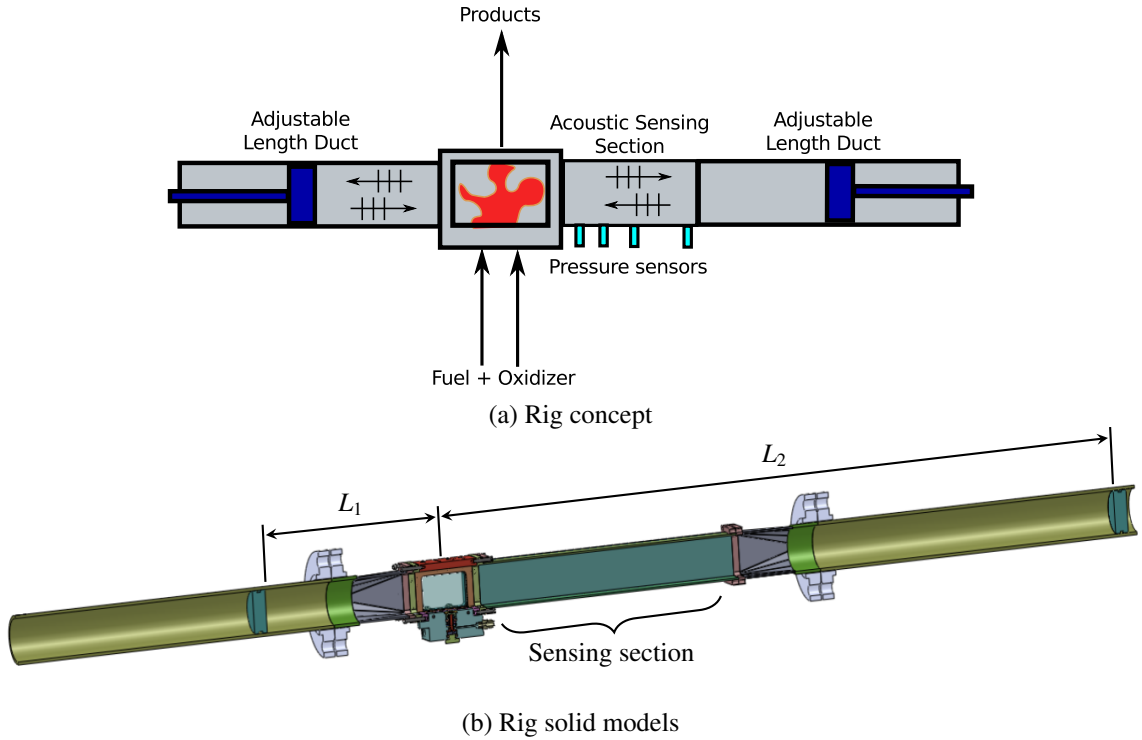 Products
Adjustable
Length Duct
Acoustic Sensing
Section
Adjustable
Length Duct
Pressure sensors
Fuel + Oxidizer
(a) Rig concept
L1
L2
Sensing section
(b) Rig solid models